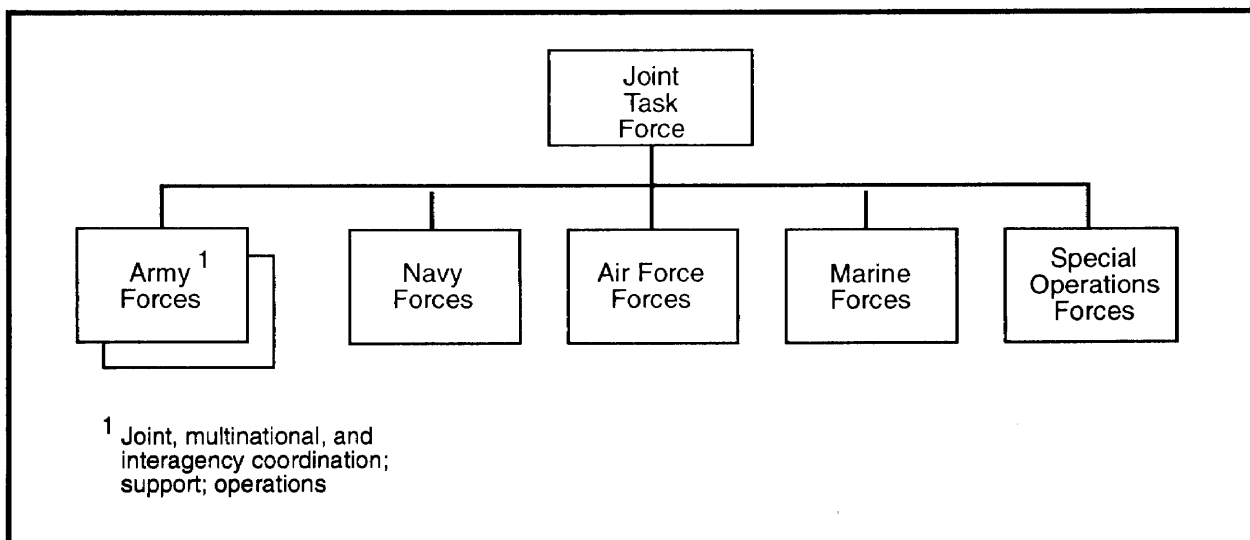 Joint
Task
Force
Army 1
Forces
Navy
Forces
Air Force
Forces
Marine
Forces
Special
Operations
Forces
1 Joint, multinational, and
interagency coordination;
support; operations